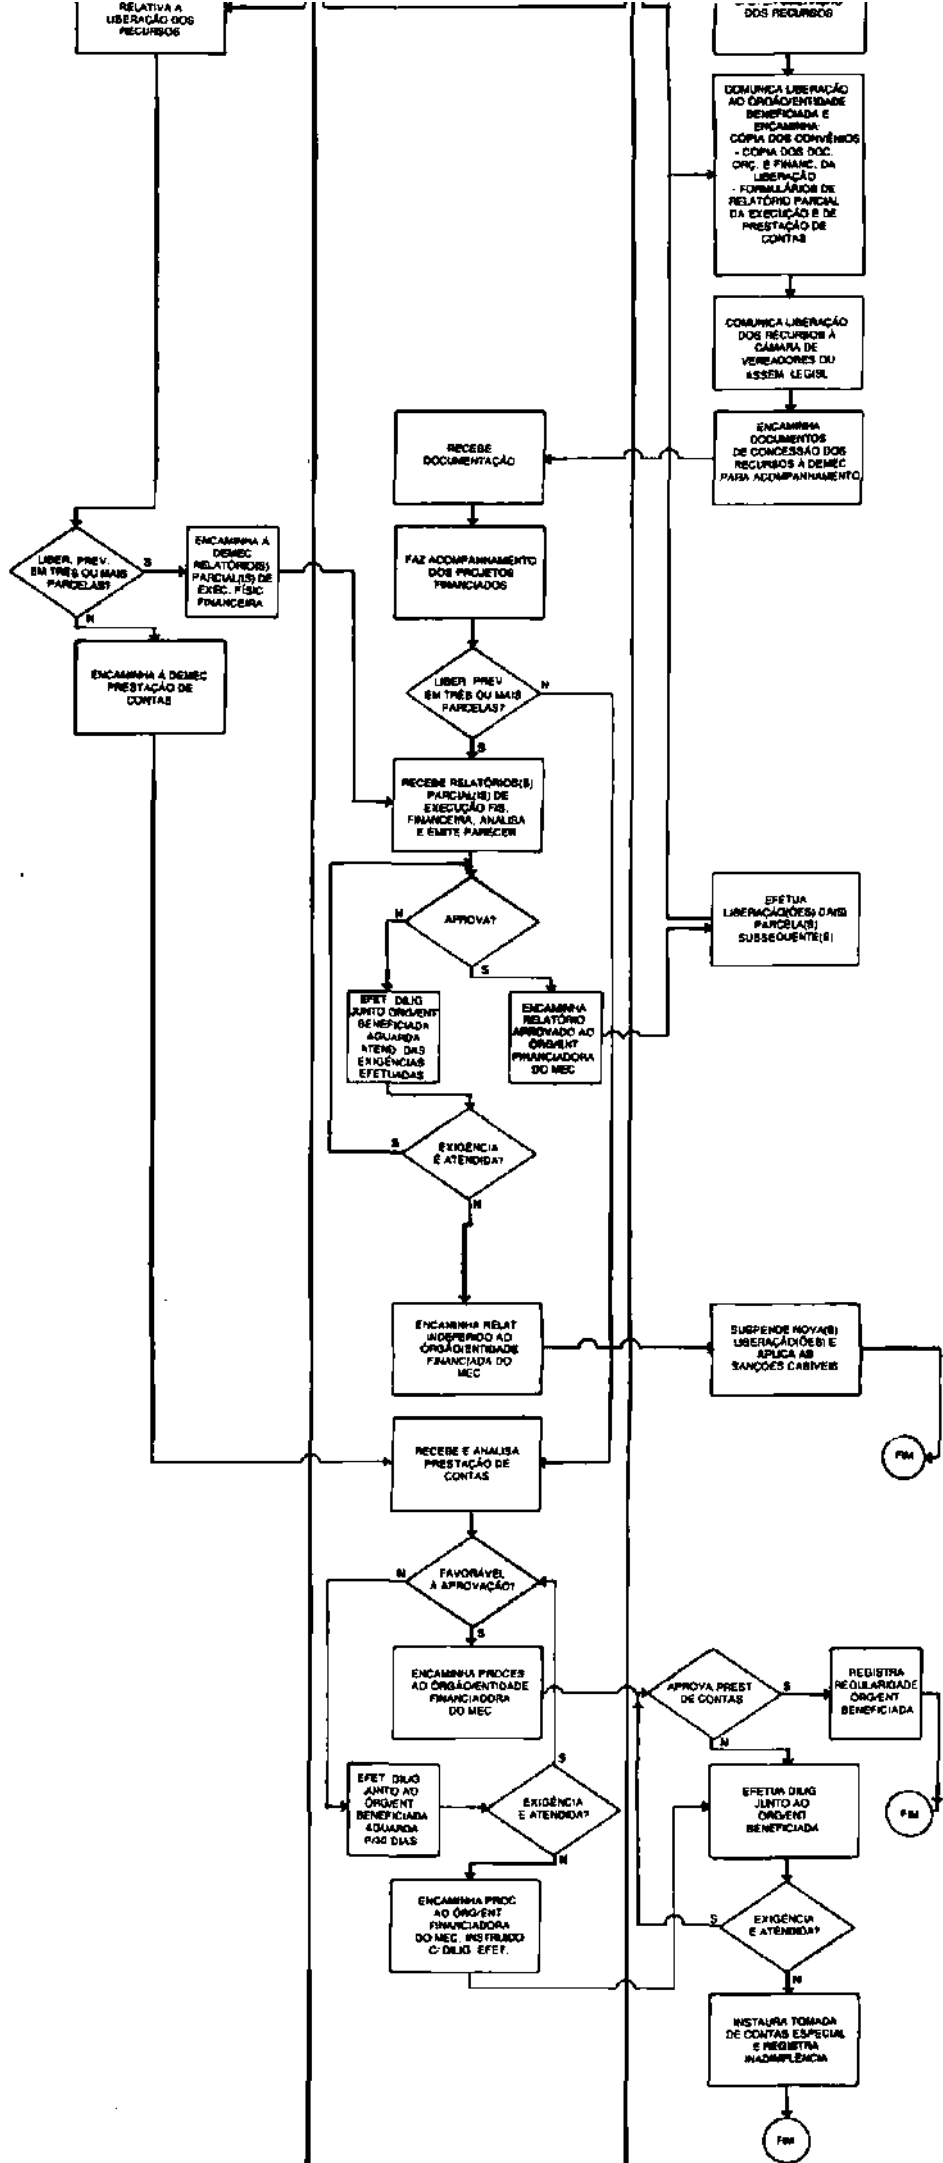 RELATIVA A
LIBERAÇÃO DOS
RECURSOS
DOS RECURSOS
COMUNICA LIBERAÇÃO
AO ÓRGÃO/ENTIDADE
BENEFICIADA E
ENCAMINHA
CÓPIA DOS CONVÊNIOS
- CÓPIA DOS DOC.
ORÇ. E FINANC. DA
LIBERAÇÃO
- FORMULÁRIOS DE
RELATÓRIO PARCIAL
DA EXECUÇÃO E DE
PRESTAÇÃO DE
CONTAS
COMUNICA LIBERAÇÃO
DOS RECURSOS À
CÂMARA DE
VEREADORES OU
ASSEM LEGISL
ENCAMINHA
DOCUMENTOS
DE CONCESSÃO DOS
RECURSOS À DEMEC
PARA ACOMPANHAMENTO
RECEBE
DOCUMENTAÇÃO
FAZ ACOMPANHAMENTO
DOS PROJETOS
FINANCIADOS
LIBER. PREV.
EM TRÊS OU MAIS
PARCELAS?
S
N
ENCAMINHA À
DEMEC
RELATÓRIO(S)
PARCIAL(IS) DE
EXEC. FÍSIC
FINANCEIRA
ENCAMINHA À DEMEC
PRESTAÇÃO DE
CONTAS
LIBER. PREV
EM TRÊS OU MAIS
PARCELAS?
N
S
RECEBE RELATÓRIOS(S)
PARCIAL(IS) DE
EXECUÇÃO FIS.
FINANCEIRA, ANALISA
E EMITE PARECER
APROVA?
N
S
EFETUA
LIBERAÇÃO(ÕES) DA(S)
PARCELA(S)
SUBSEQUENTE(S)
EFET DILIG
JUNTO ORG/ENT
BENEFICIADA
AGUARDA
ATEND DAS
EXIGÊNCIAS
EFETUADAS
ENCAMINHA
RELATÓRIO
APROVADO AO
ÓRG/ENT
FINANCIADORA
DO MEC
EXIGÊNCIA
É ATENDIDA?
S
N
ENCAMINHA RELAT
INDEFERIDO AO
ÓRGÃO/ENTIDADE
FINANCIADA DO
MEC
SUSPENDE NOVA(S)
LIBERAÇÃO(ÕES) E
APLICA AS
SANÇÕES CABÍVEIS
FIM
RECEBE E ANALISA
PRESTAÇÃO DE
CONTAS
FAVORÁVEL
À APROVAÇÃO?
N
S
ENCAMINHA PROCES
AO ÓRGÃO/ENTIDADE
FINANCIADORA
DO MEC
APROVA PREST
DE CONTAS
S
N
REGISTRA
REGULARIDADE
ORG/ENT
BENEFICIADA
FIM
EFET DILIG
JUNTO AO
ÓRG/ENT
BENEFICIADA
AGUARDA
P/30 DIAS
EXIGÊNCIA
E ATENDIDA?
S
N
EFETUA DILIG
JUNTO AO
ÓRG/ENT
BENEFICIADA
ENCAMINHA PROC
AO ÓRG/ENT
FINANCIADORA
DO MEC, INSTRUIDO
C/ DILIG EFET.
EXIGÊNCIA
E ATENDIDA?
S
N
INSTAURA TOMADA
DE CONTAS ESPECIAL
E REGISTRA
INADIMPLÊNCIA
FIM